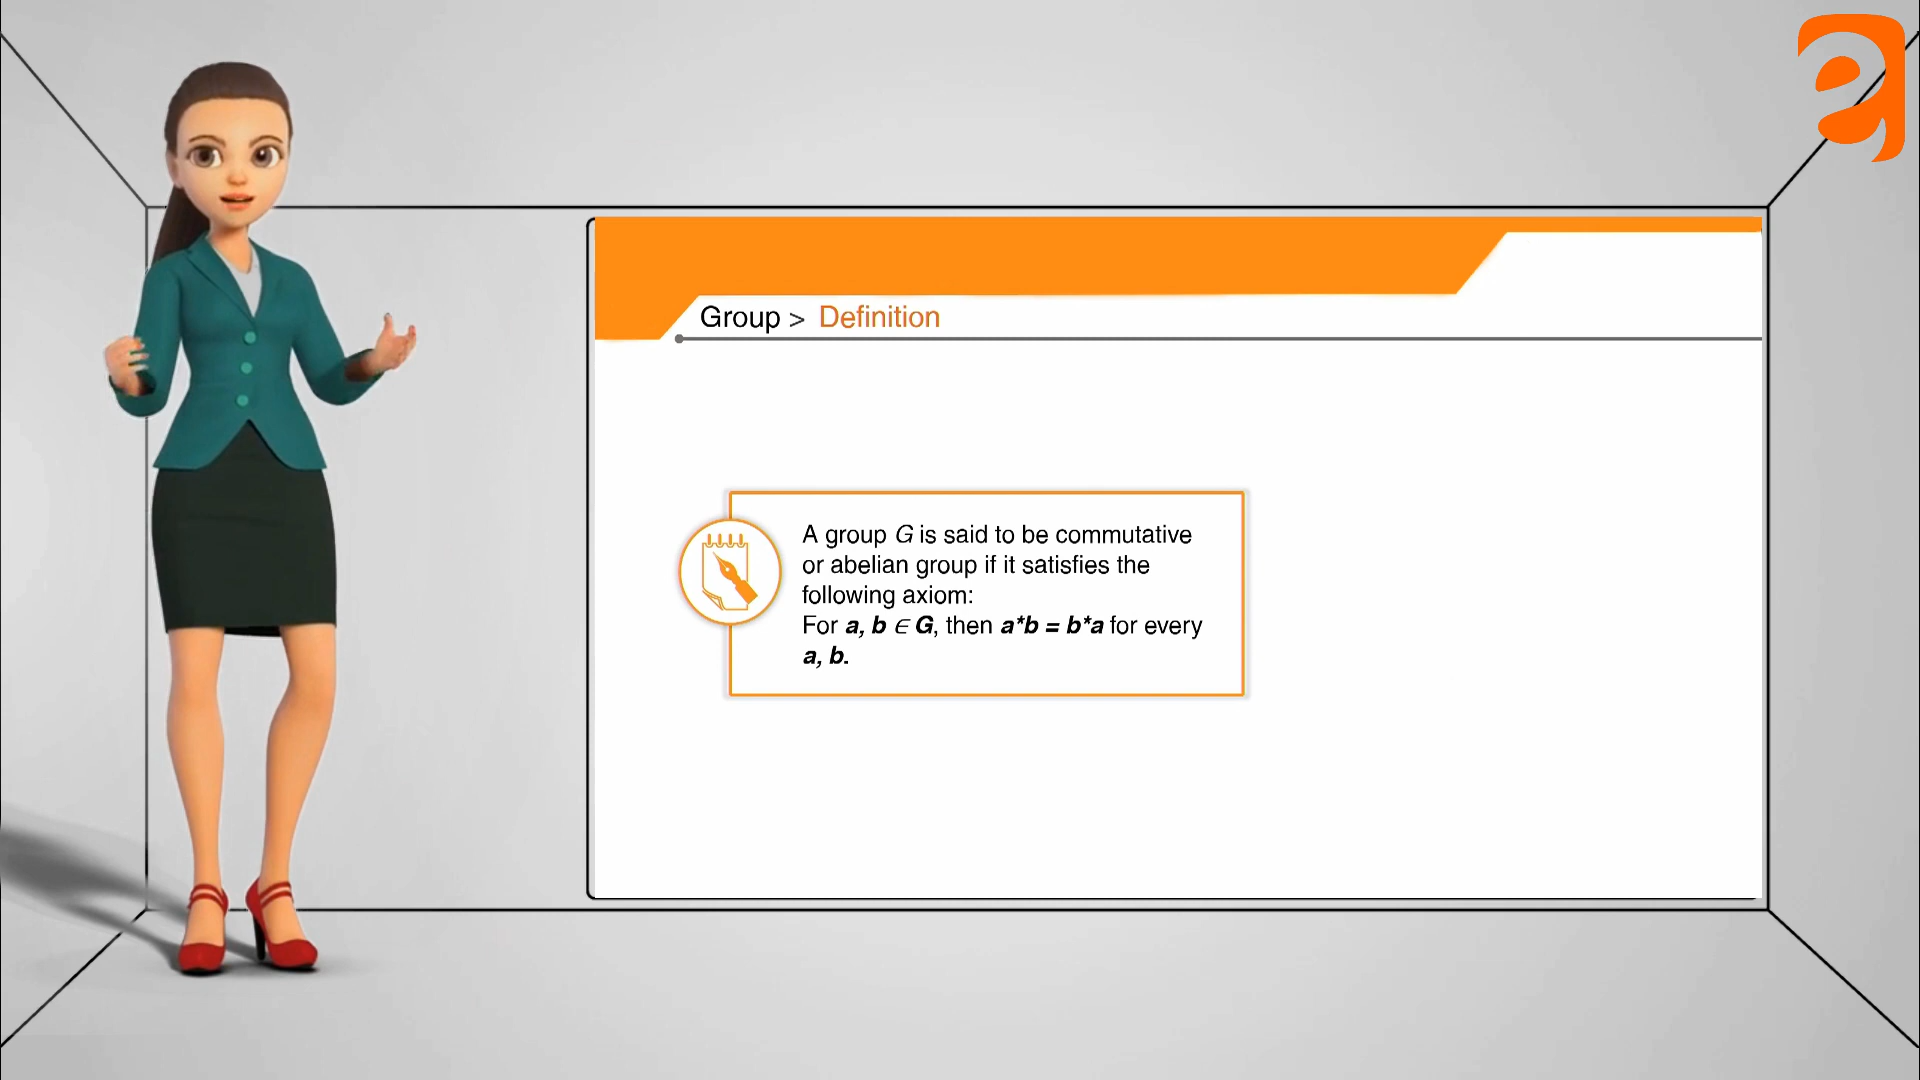 Group > Definition
A group G is said to be commutative
or abelian group if it satisfies the
following axiom:
For a, b ∈ G, then a*b = b*a for every
a, b.